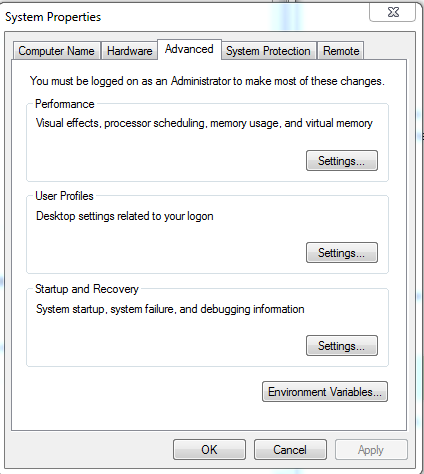 System Properties
Computer Name Hardware Advanced System Protection Remote
You must be logged on as an Administrator to make most of these changes.
Performance
Visual effects, processor scheduling, memory usage, and virtual memory
Settings...
User Profiles
Desktop settings related to your logon
Settings...
Startup and Recovery
System startup, system failure, and debugging information
Settings...
Environment Variables...
OK Cancel Apply